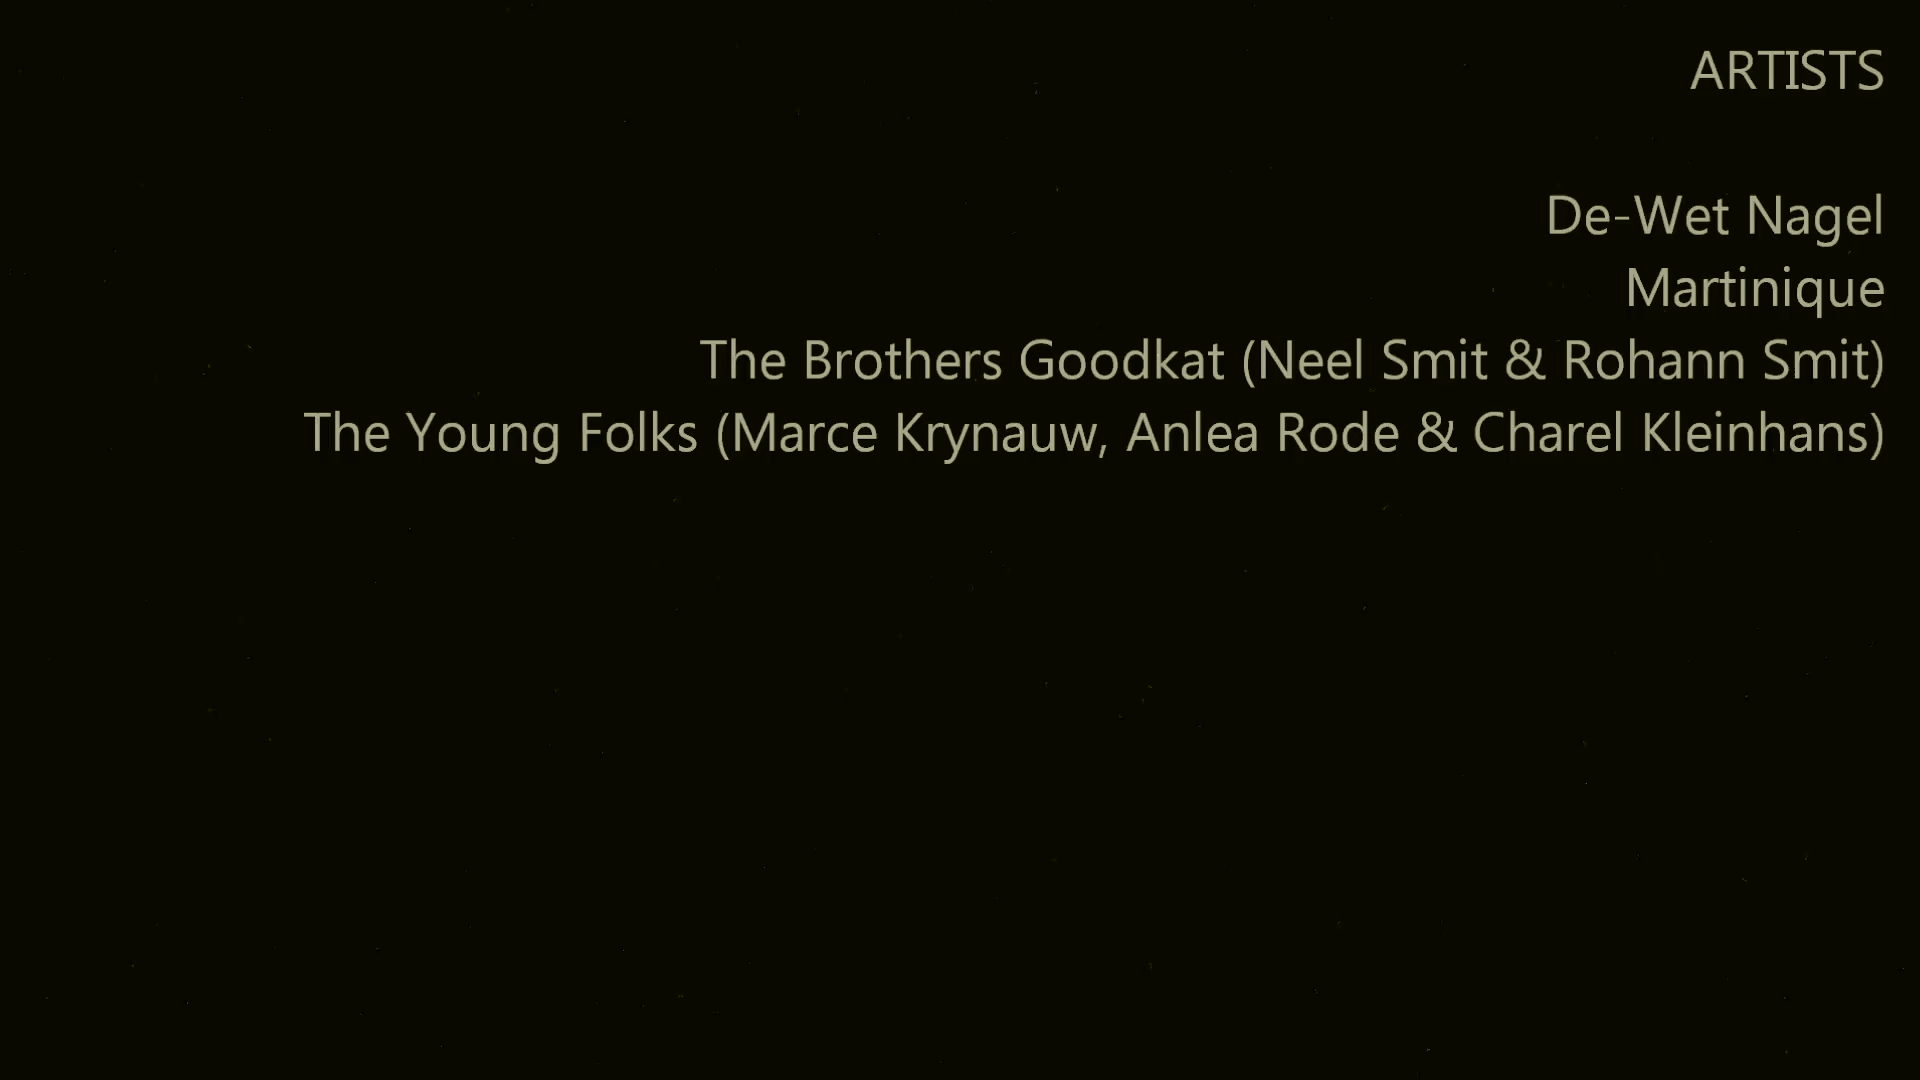 ARTISTS
De-Wet Nagel
Martinique
The Brothers Goodkat (Neel Smit & Rohann Smit)
The Young Folks (Marce Krynauw, Anlea Rode & Charel Kleinhans)